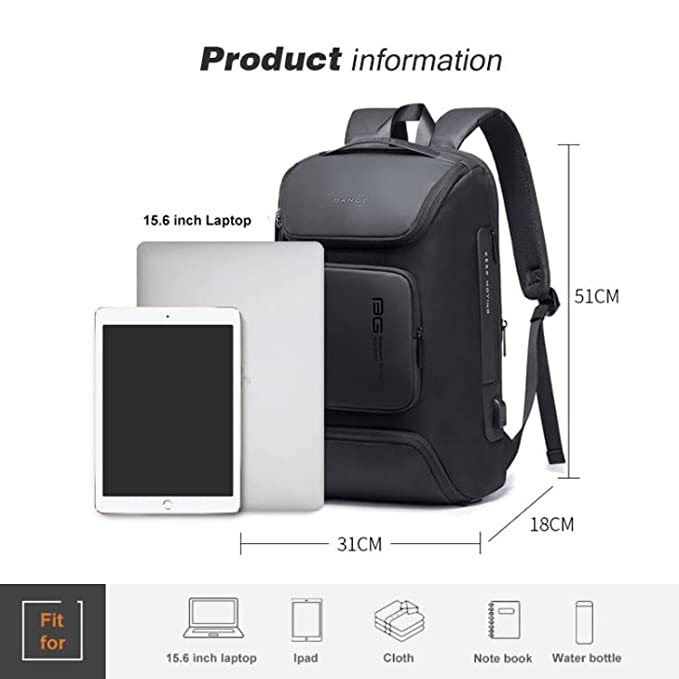 Product information
15.6 inch Laptop
BANGE
KEEP MOVING
BG
51CM
18CM
31CM
Fit
for
15.6 inch laptop
Ipad
Cloth
Note book
Water bottle